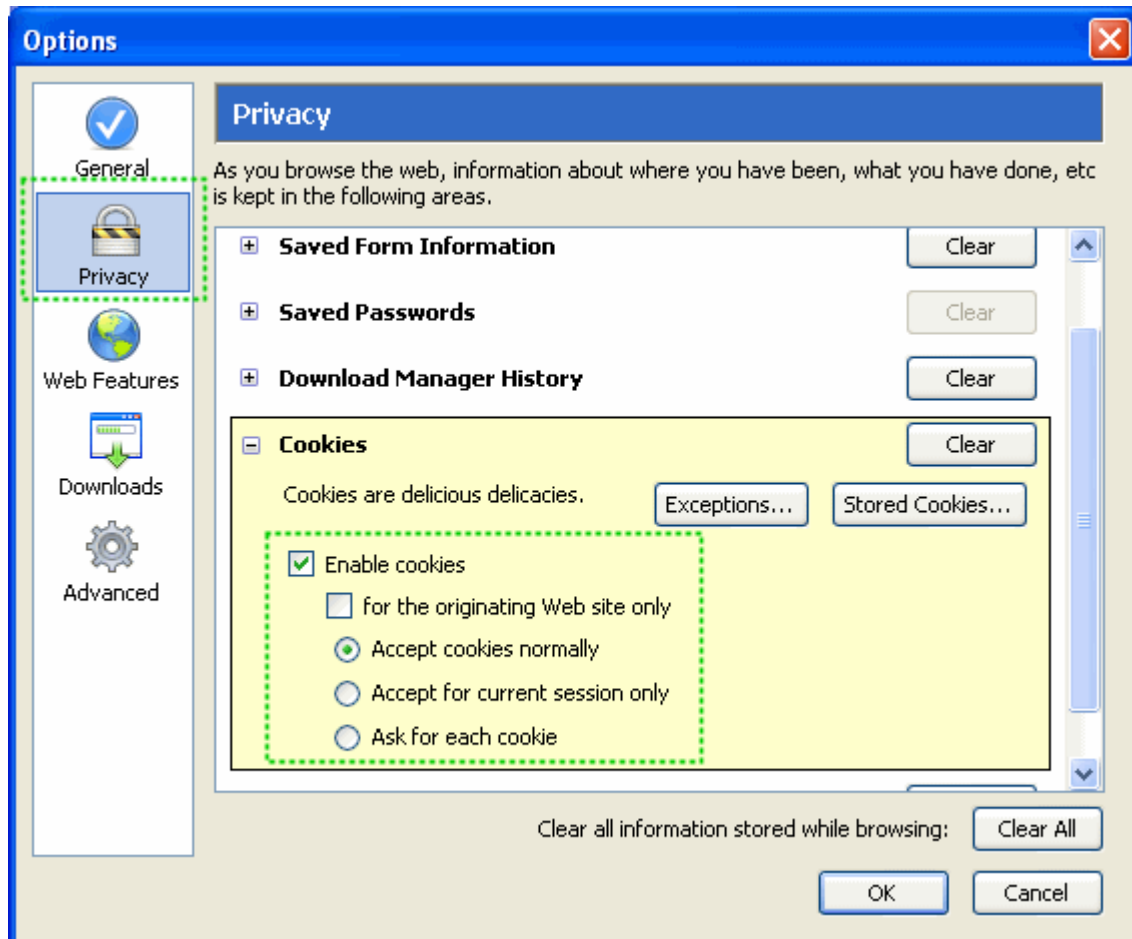 Options
General
Privacy
Web Features
Downloads
Advanced
Privacy
As you browse the web, information about where you have been, what you have done, etc
is kept in the following areas.
Saved Form Information Clear
Saved Passwords Clear
Download Manager History Clear
Cookies Clear
Cookies are delicious delicacies. Exceptions... Stored Cookies...
Enable cookies
for the originating Web site only
Accept cookies normally
Accept for current session only
Ask for each cookie
Clear all information stored while browsing: Clear All
OK Cancel